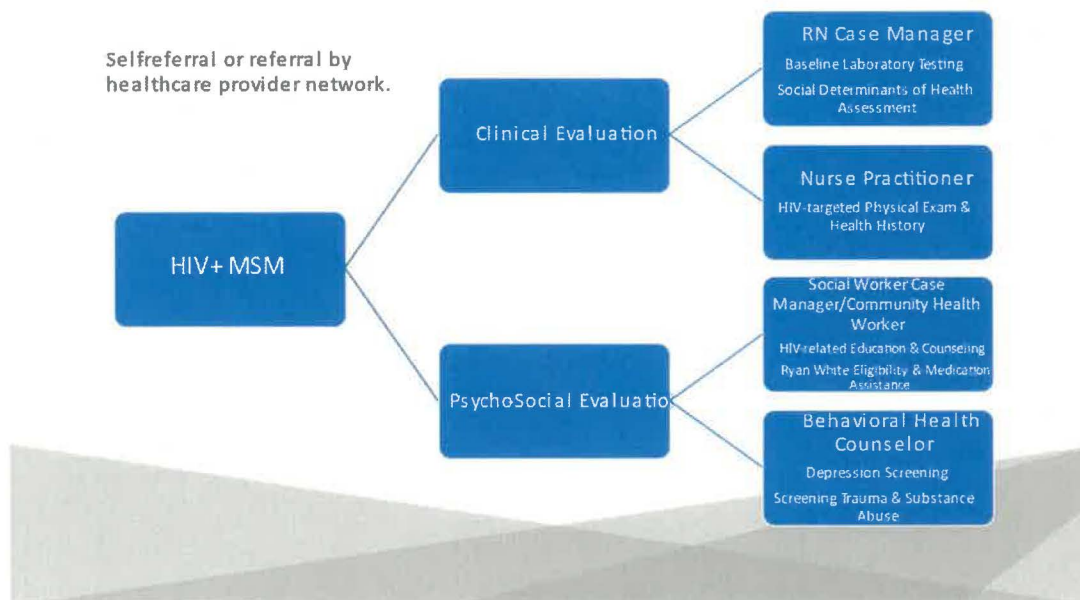 Selfreferral or referral by
healthcare provider network.
HIV+ MSM
Clinical Evaluation
PsychoSocial Evaluatio
RN Case Manager
Baseline Laboratory Testing
Social Determinants of Health
Assessment
Nurse Practitioner
HIV-targeted Physical Exam &
Health History
Social Worker Case
Manager/Community Health
Worker
HIV-related Education & Counseling
Ryan White Eligibility & Medication
Assistance
Behavioral Health
Counselor
Depression Screening
Screening Trauma & Substance
Abuse